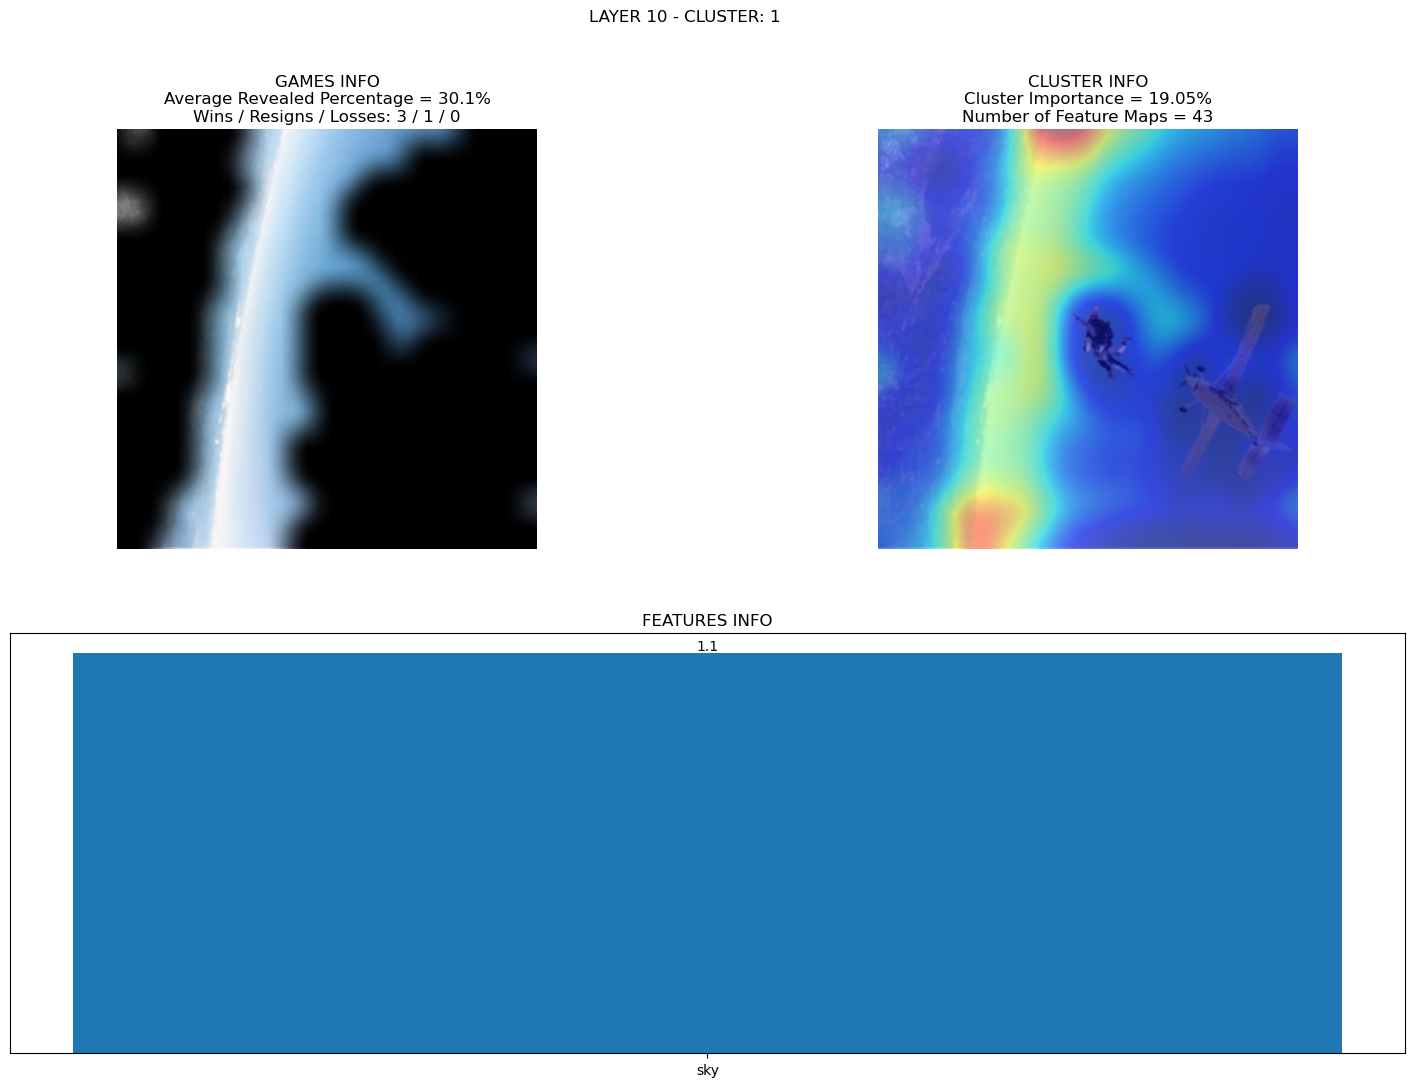 LAYER 10 - CLUSTER: 1
GAMES INFO
Average Revealed Percentage = 30.1%
Wins / Resigns / Losses: 3 / 1 / 0
CLUSTER INFO
Cluster Importance = 19.05%
Number of Feature Maps = 43
FEATURES INFO
1.1
sky